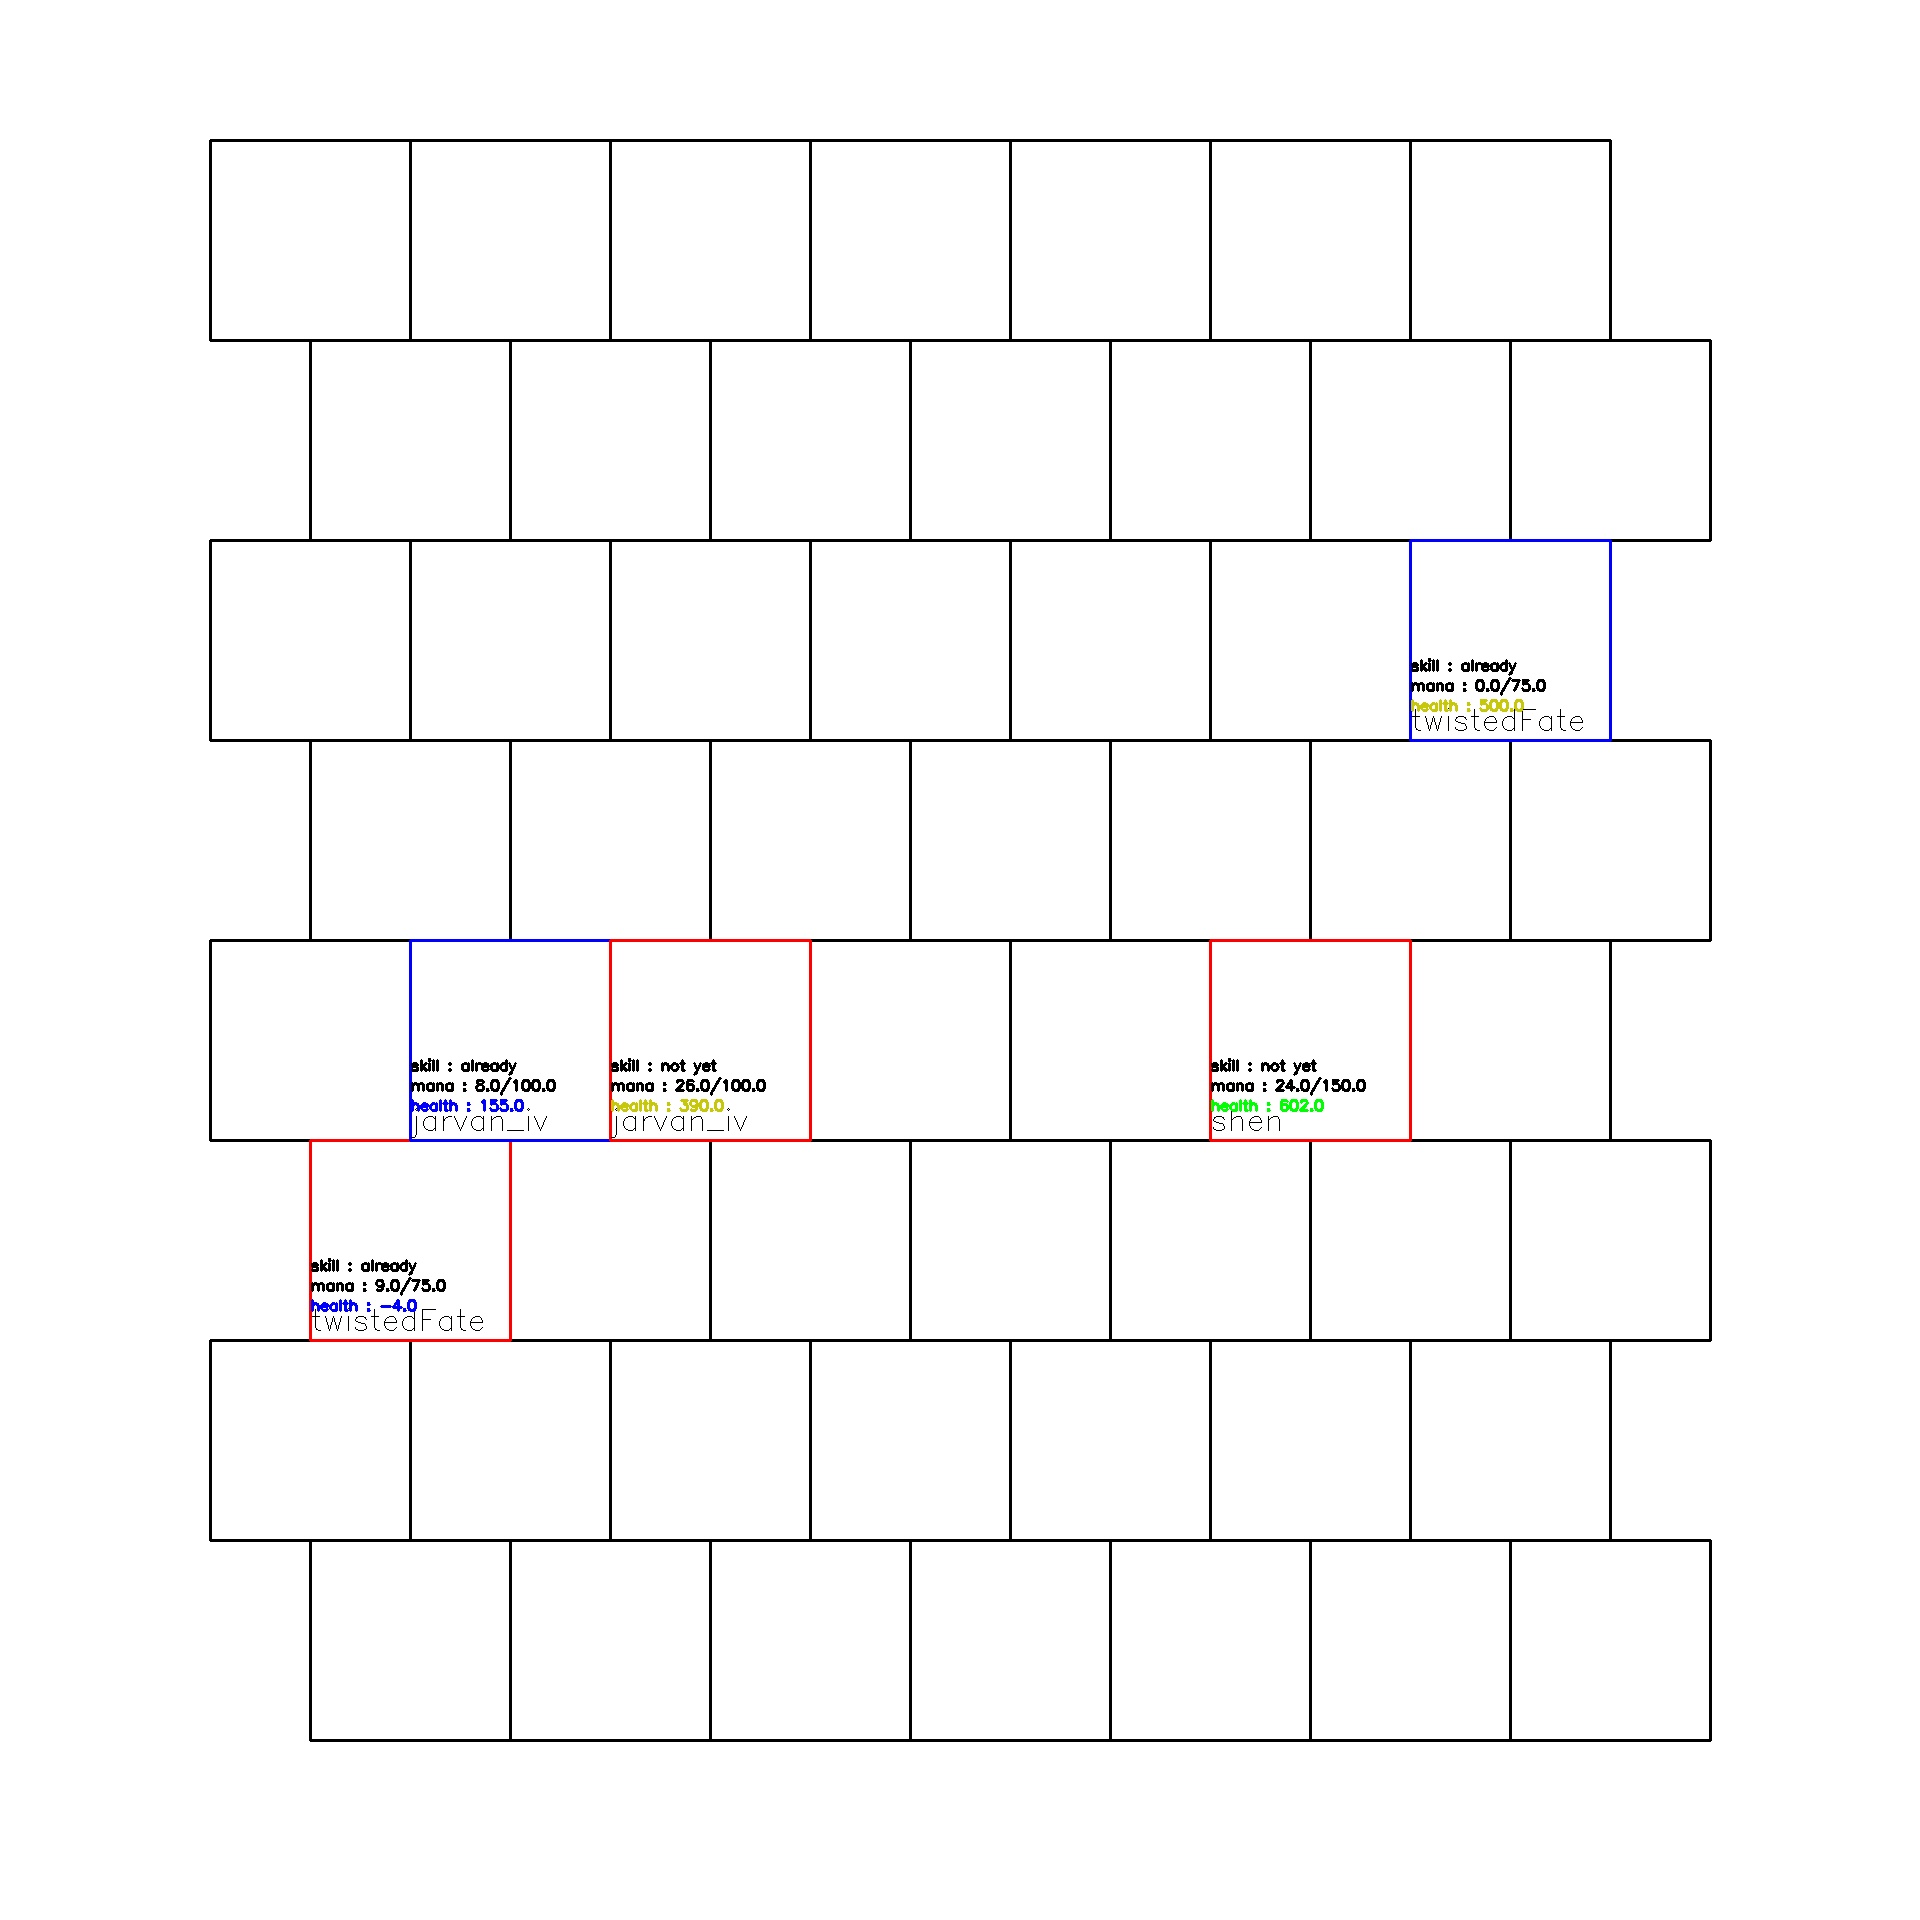 skill : already
mana : 0.0/75.0
health : 500.0
twistedFate
skill : already
mana : 8.0/100.0
health : 155.0
jarvan_iv
skill : not yet
mana : 26.0/100.0
health : 390.0
jarvan_iv
skill : not yet
mana : 24.0/150.0
health : 602.0
shen
skill : already
mana : 9.0/75.0
health : -4.0
twistedFate